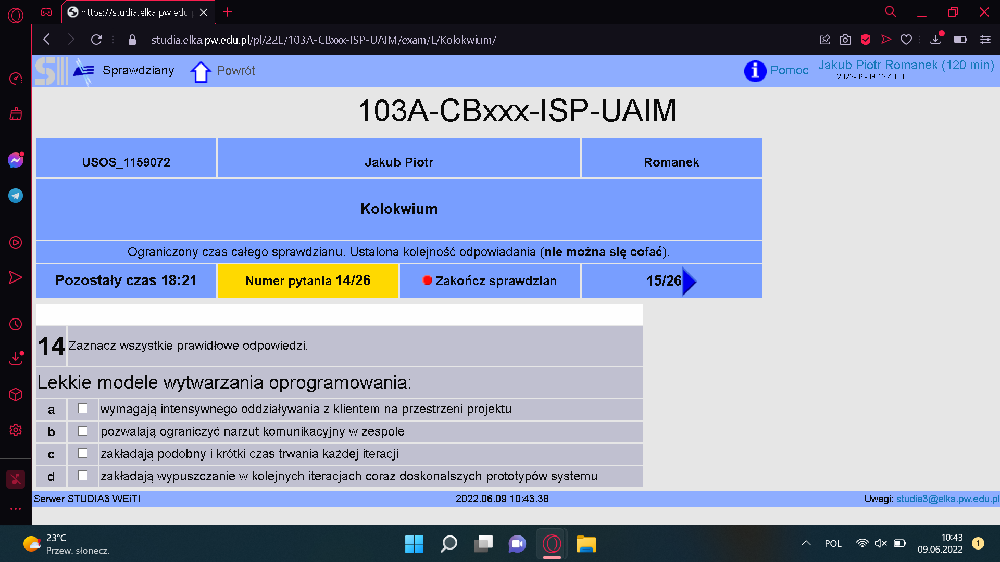 https://studia.elka.pw.edu.
studia.elka.pw.edu.pl/pl/22L/103A-CBxxx-ISP-UAIM/exam/E/Kolokwium/
Sprawdziany
Powrót
Pomoc
Jakub Piotr Romanek (120 min)
2022-06-09 12:43:38
103A-CBxxx-ISP-UAIM
USOS_1159072
Jakub Piotr
Romanek
Kolokwium
Ograniczony czas całego sprawdzianu. Ustalona kolejność odpowiadania (nie można się cofać).
Pozostały czas 18:21
Numer pytania 14/26
Zakończ sprawdzian
15/26
14 Zaznacz wszystkie prawidłowe odpowiedzi.
Lekkie modele wytwarzania oprogramowania:
a wymagają intensywnego oddziaływania z klientem na przestrzeni projektu
b pozwalają ograniczyć narzut komunikacyjny w zespole
c zakładają podobny i krótki czas trwania każdej iteracji
d zakładają wypuszczanie w kolejnych iteracjach coraz doskonalszych prototypów systemu
Serwer STUDIA3 WEiTI
2022.06.09 10:43.38
Uwagi: studia3@elka.pw.edu.pl
23°C
Przew. słonecz.
POL
10:43
09.06.2022
1